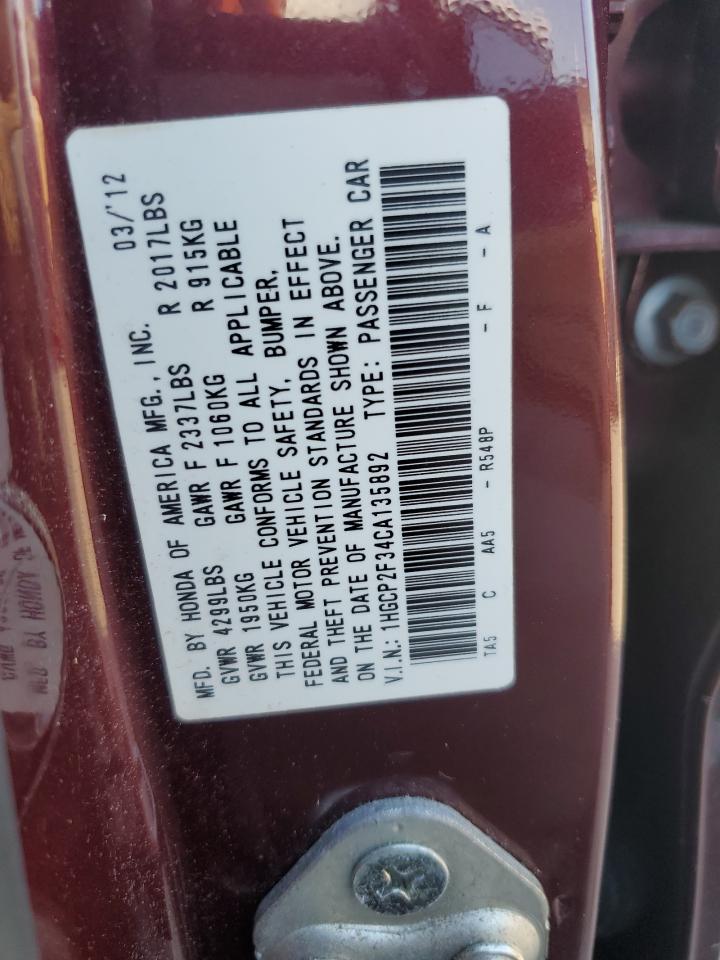 MFD. BY HONDA OF AMERICA MFG., INC. 03/'12
GVWR 4299LBS GAWR F 2337LBS R 2017LBS
GVWR 1950KG GAWR F 1060KG R 915KG
THIS VEHICLE CONFORMS TO ALL APPLICABLE
FEDERAL MOTOR VEHICLE SAFETY, BUMPER,
AND THEFT PREVENTION STANDARDS IN EFFECT
ON THE DATE OF MANUFACTURE SHOWN ABOVE.
V.I.N.: 1HGCP2F34CA135892 TYPE: PASSENGER CAR
TA5 C AA5 - R548P - F - A